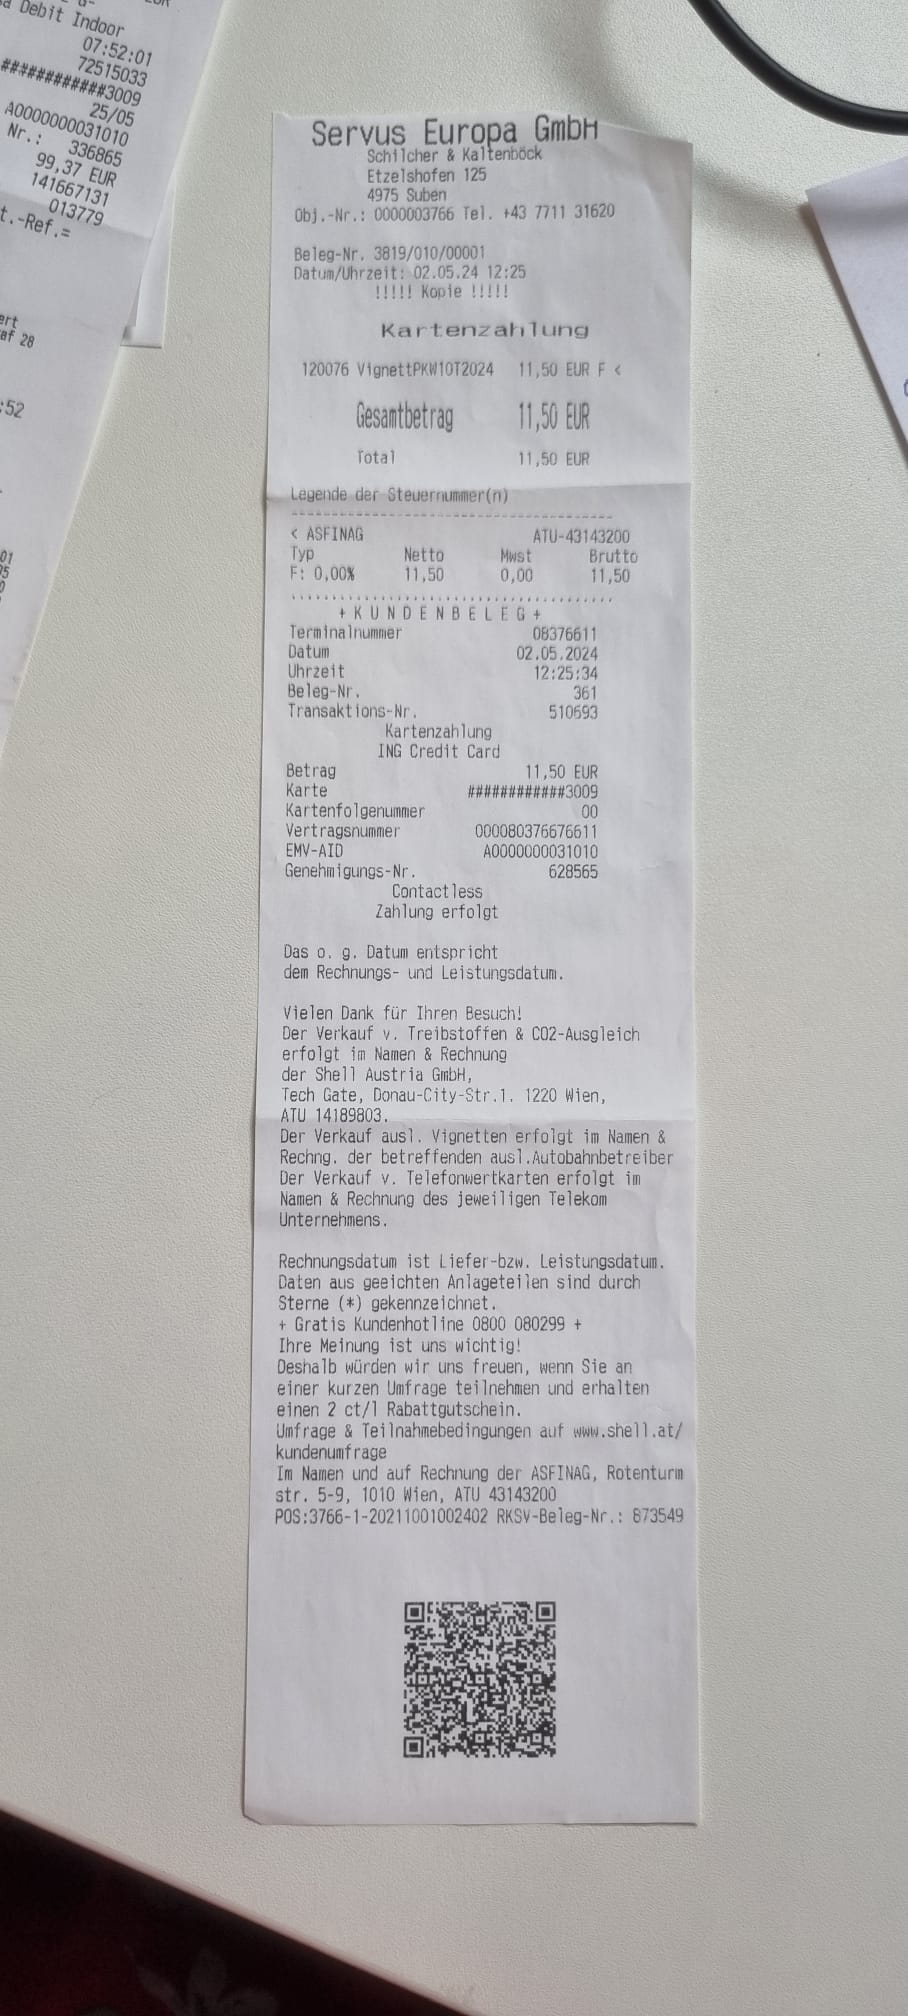 a Debit Indoor
07:52:01
72515033
############3009
25/05
A0000000031010
Nr.: 336865
99,37 EUR
141667131
013779
t.-Ref.=
ert
ef 28
:52
Servus Europa GmbH
Schilcher & Kaltenböck
Etzelshofen 125
4975 Suben
Obj.-Nr.: 0000003766 Tel. +43 7711 31620
Beleg-Nr. 3819/010/00001
Datum/Uhrzeit: 02.05.24 12:25
!!!!! Kopie !!!!!
Kartenzahlung
120076 VignettPKW10T2024 11,50 EUR F <
Gesamtbetrag 11,50 EUR
Total 11,50 EUR
Legende der Steuernummer(n)
----------------------------------------
< ASFINAG ATU-43143200
Typ Netto Mwst Brutto
F: 0,00% 11,50 0,00 11,50
........................................
+ K U N D E N B E L E G +
Terminalnummer 08376611
Datum 02.05.2024
Uhrzeit 12:25:34
Beleg-Nr. 361
Transaktions-Nr. 510693
Kartenzahlung
ING Credit Card
Betrag 11,50 EUR
Karte ############3009
Kartenfolgenummer 00
Vertragsnummer 000080376676611
EMV-AID A0000000031010
Genehmigungs-Nr. 628565
Contactless
Zahlung erfolgt
Das o. g. Datum entspricht
dem Rechnungs- und Leistungsdatum.
Vielen Dank für Ihren Besuch!
Der Verkauf v. Treibstoffen & CO2-Ausgleich
erfolgt im Namen & Rechnung
der Shell Austria GmbH,
Tech Gate, Donau-City-Str.1. 1220 Wien,
ATU 14189803.
Der Verkauf ausl. Vignetten erfolgt im Namen &
Rechng. der betreffenden ausl.Autobahnbetreiber
Der Verkauf v. Telefonwertkarten erfolgt im
Namen & Rechnung des jeweiligen Telekom
Unternehmens.
Rechnungsdatum ist Liefer-bzw. Leistungsdatum.
Daten aus geeichten Anlageteilen sind durch
Sterne (*) gekennzeichnet.
+ Gratis Kundenhotline 0800 080299 +
Ihre Meinung ist uns wichtig!
Deshalb würden wir uns freuen, wenn Sie an
einer kurzen Umfrage teilnehmen und erhalten
einen 2 ct/l Rabattgutschein.
Umfrage & Teilnahmebedingungen auf www.shell.at/
kundenumfrage
Im Namen und auf Rechnung der ASFINAG, Rotenturm
str. 5-9, 1010 Wien, ATU 43143200
POS:3766-1-20211001002402 RKSV-Beleg-Nr.: 873549